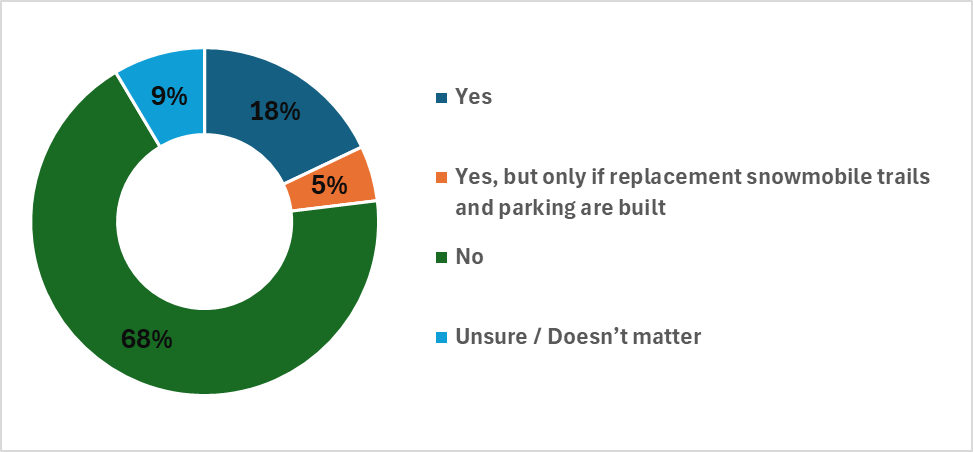 9%
18%
5%
68%
Yes
Yes, but only if replacement snowmobile trails
and parking are built
No
Unsure / Doesn’t matter